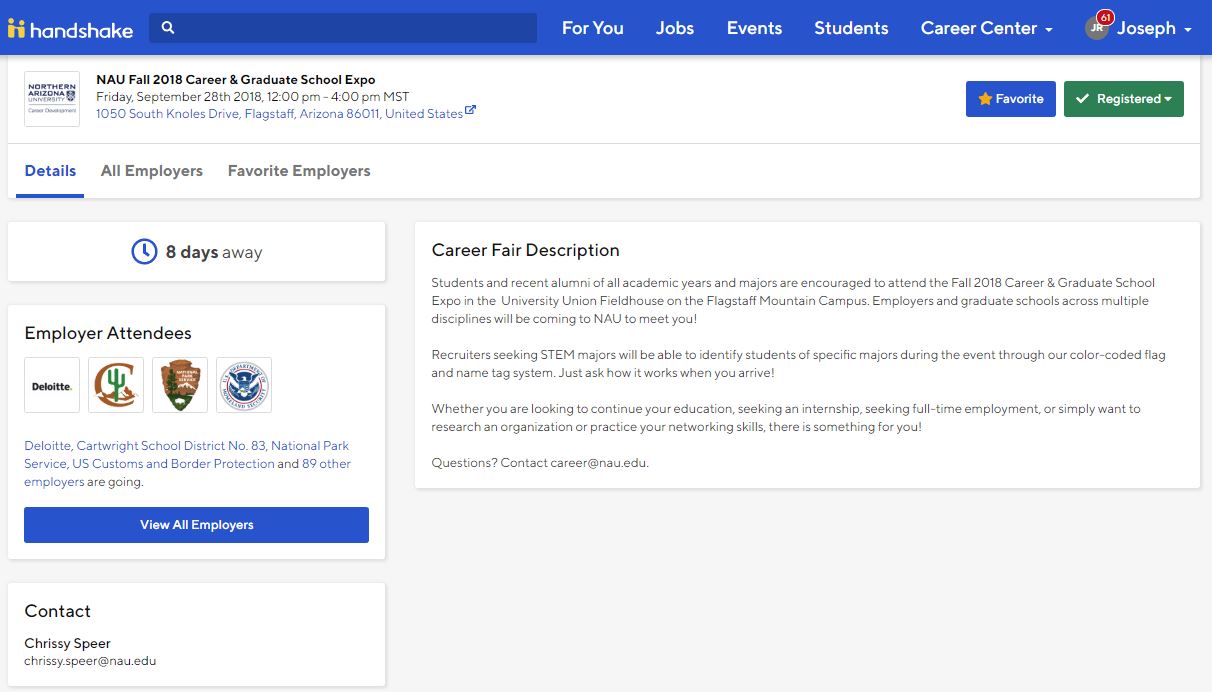 handshake
For You
Jobs
Events
Students
Career Center
JR
61
Joseph
NORTHERN
ARIZONA
UNIVERSITY
Career Development
NAU Fall 2018 Career & Graduate School Expo
Friday, September 28th 2018, 12:00 pm - 4:00 pm MST
1050 South Knoles Drive, Flagstaff, Arizona 86011, United States
Favorite
Registered
Details
All Employers
Favorite Employers
8 days away
Employer Attendees
Deloitte.
NATIONAL
PARK
SERVICE
U.S. DEPARTMENT OF
HOMELAND SECURITY
Deloitte, Cartwright School District No. 83, National Park
Service, US Customs and Border Protection and 89 other
employers are going.
View All Employers
Contact
Chrissy Speer
chrissy.speer@nau.edu
Career Fair Description
Students and recent alumni of all academic years and majors are encouraged to attend the Fall 2018 Career & Graduate School
Expo in the University Union Fieldhouse on the Flagstaff Mountain Campus. Employers and graduate schools across multiple
disciplines will be coming to NAU to meet you!
Recruiters seeking STEM majors will be able to identify students of specific majors during the event through our color-coded flag
and name tag system. Just ask how it works when you arrive!
Whether you are looking to continue your education, seeking an internship, seeking full-time employment, or simply want to
research an organization or practice your networking skills, there is something for you!
Questions? Contact career@nau.edu.